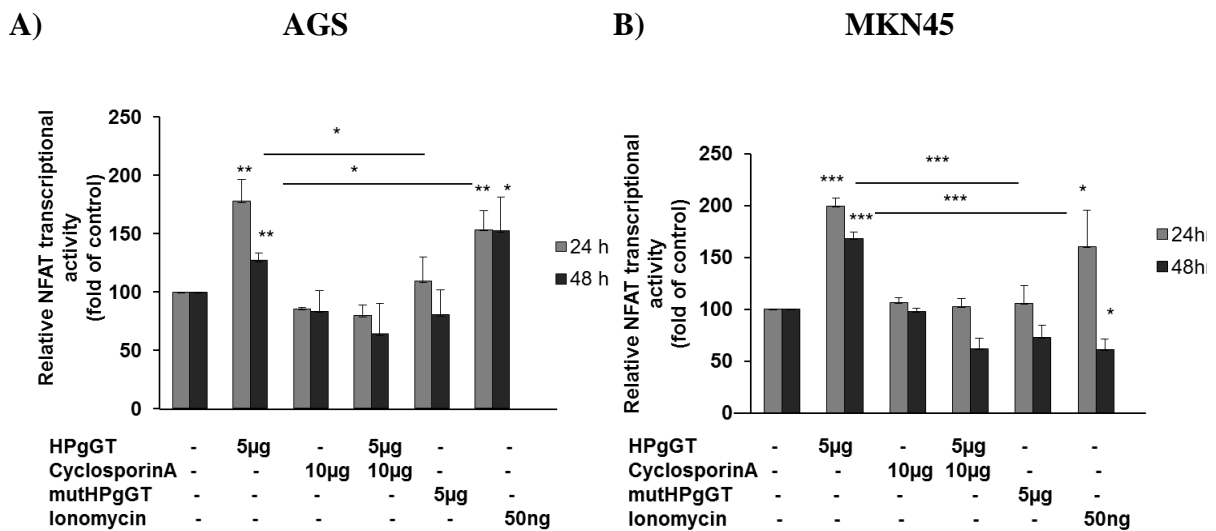 A) AGS
Relative NFAT transcriptional
activity
(fold of control)
250
200
150
100
50
0
*
*
**
**
**
*
24 h
48 h
HPgGT - 5µg - 5µg - -
CyclosporinA - - 10µg 10µg - -
mutHPgGT - - - - 5µg -
Ionomycin - - - - - 50ng
B) MKN45
Relative NFAT transcriptional
activity
(fold of control)
250
200
150
100
50
0
***
***
***
***
*
*
24hr
48hr
HPgGT - 5µg - 5µg - -
CyclosporinA - - 10µg 10µg - -
mutHPgGT - - - - 5µg -
Ionomycin - - - - - 50ng